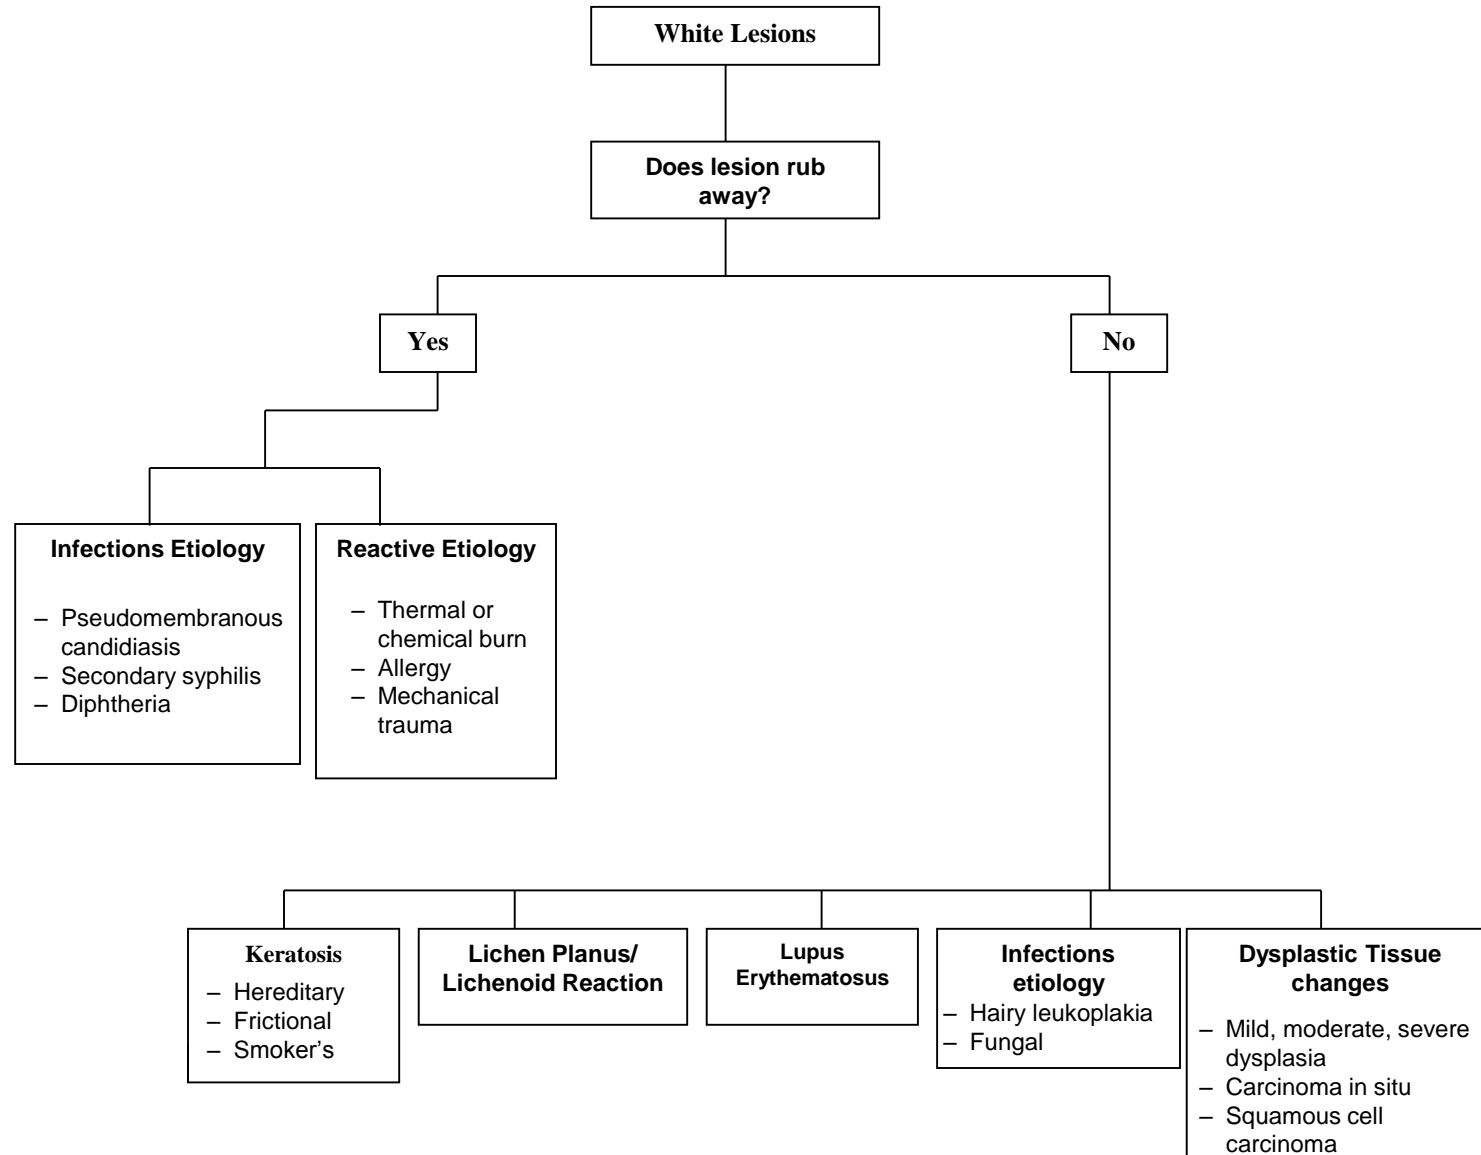 White Lesions
Does lesion rub
away?
Yes
No
Infections Etiology
– Pseudomembranous
candidiasis
– Secondary syphilis
– Diphtheria
Reactive Etiology
– Thermal or
chemical burn
– Allergy
– Mechanical
trauma
Keratosis
– Hereditary
– Frictional
– Smoker’s
Lichen Planus/
Lichenoid Reaction
Lupus
Erythematosus
Infections
etiology
– Hairy leukoplakia
– Fungal
Dysplastic Tissue
changes
– Mild, moderate, severe
dysplasia
– Carcinoma in situ
– Squamous cell
carcinoma